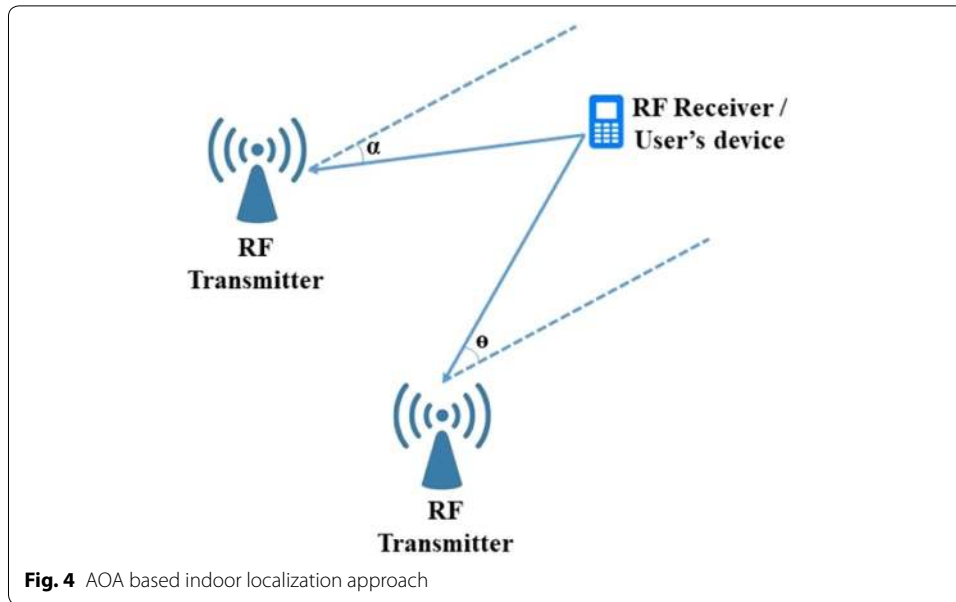 RF Receiver /
User's device
α
RF
Transmitter
ɵ
RF
Transmitter
Fig. 4 AOA based indoor localization approach